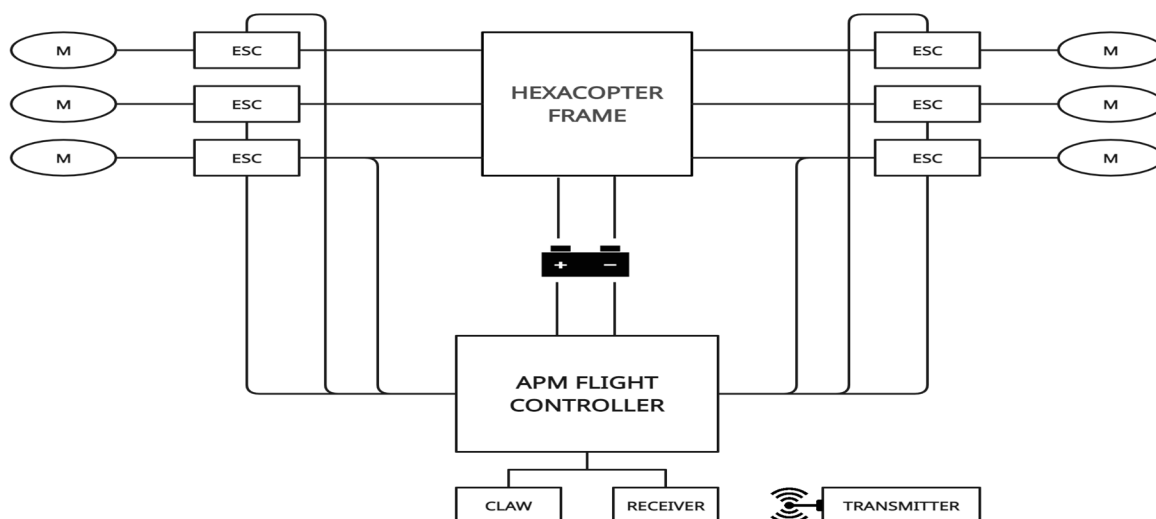 M
ESC
ESC
M
HEXACOPTER
FRAME
M
ESC
ESC
M
M
ESC
ESC
M
+ −
APM FLIGHT
CONTROLLER
CLAW
RECEIVER
TRANSMITTER